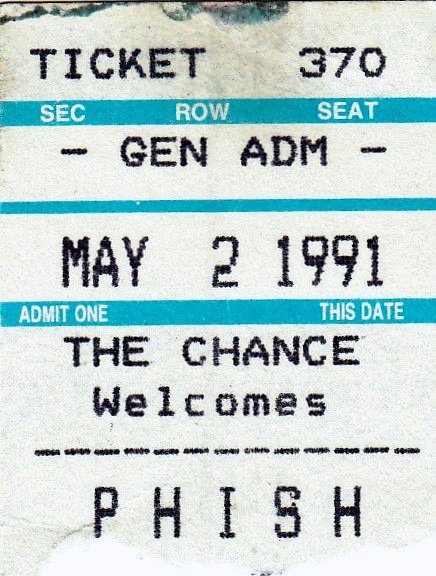 TICKET 370
SEC ROW SEAT
- GEN ADM -
MAY 2 1991
ADMIT ONE THIS DATE
THE CHANCE
Welcomes
PHISH